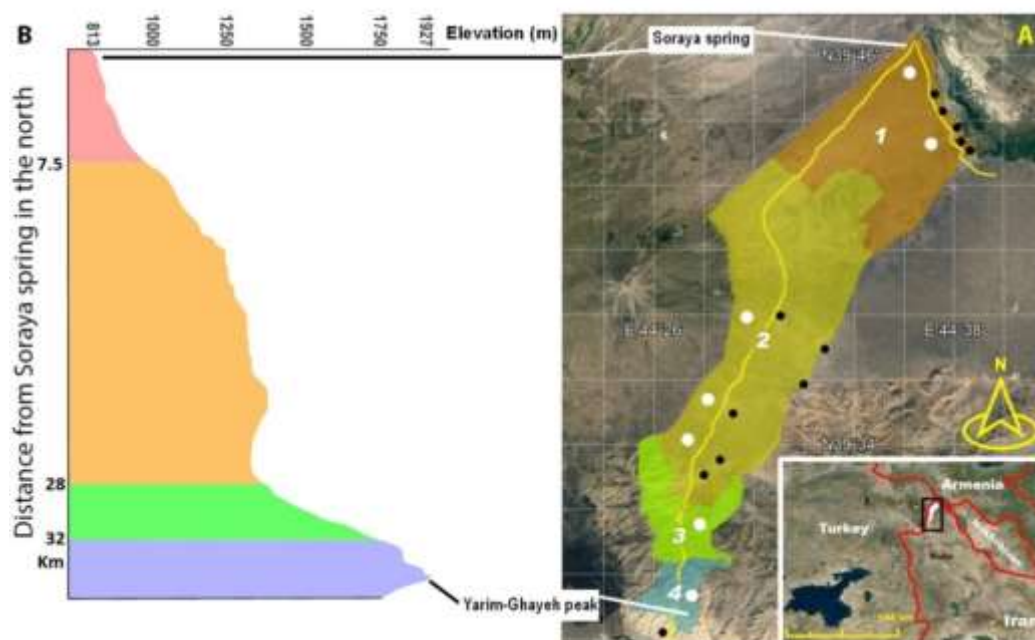 B
813
1000
1250
1500
1750
1927
Elevation (m)
Distance from Soraya spring in the north
7.5
28
32
Km
Soraya spring
Yarim-Ghayeh peak
A
1
2
3
4
E 44 26
E 44 38
N
Armenia
Turkey
Iran